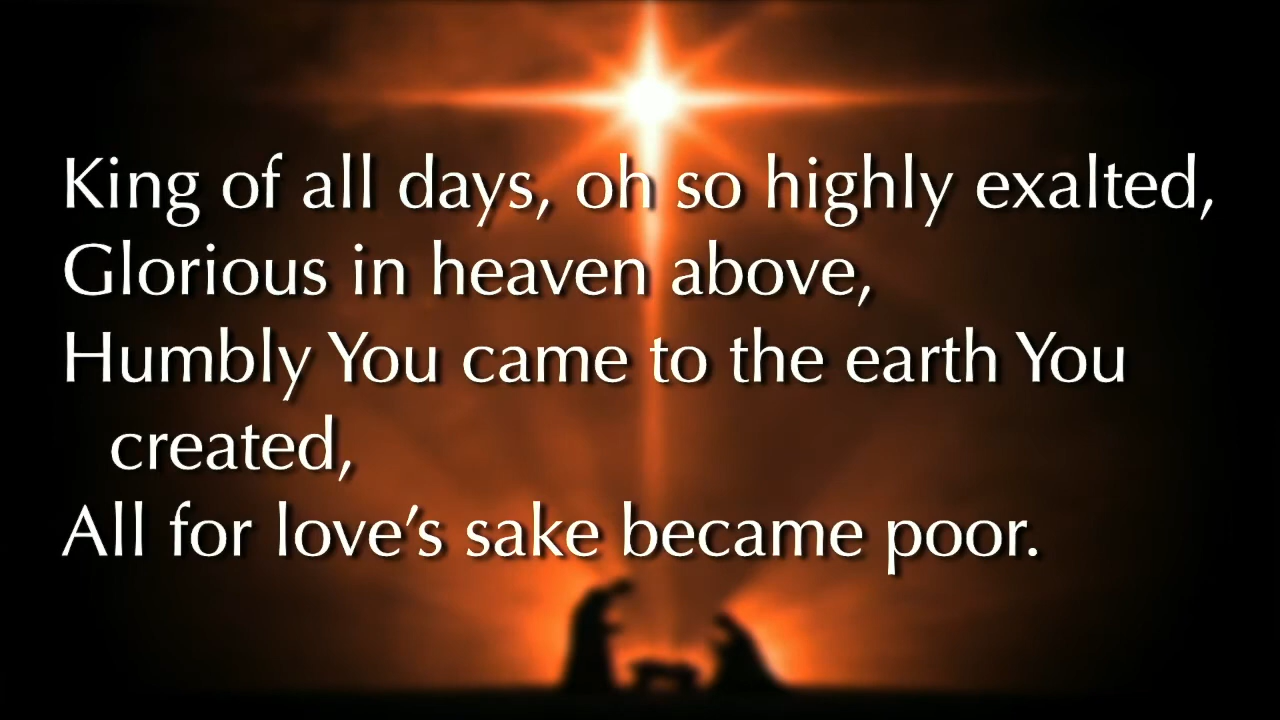 King of all days, oh so highly exalted,
Glorious in heaven above,
Humbly You came to the earth You
created,
All for love’s sake became poor.